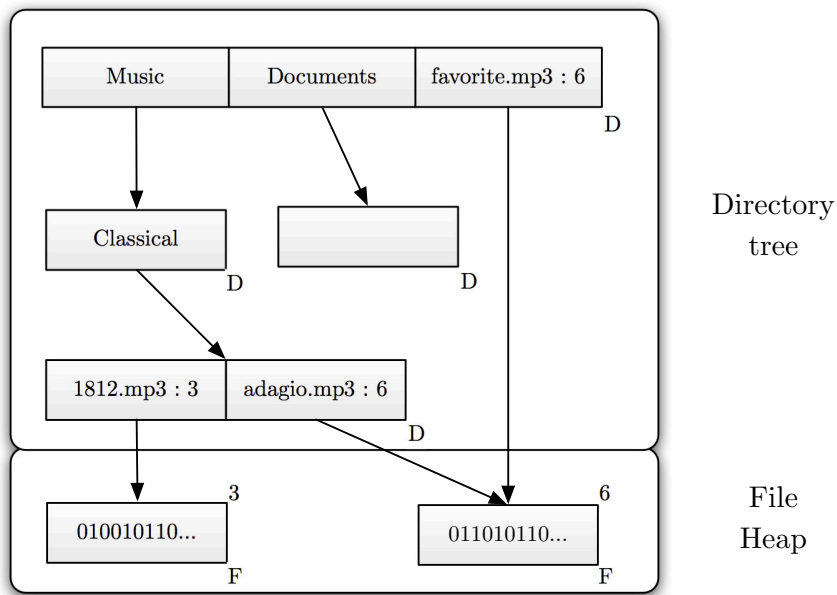 Music Documents favorite.mp3 : 6
D
Directory
tree
Classical
D D
1812.mp3 : 3 adagio.mp3 : 6
D
3 6
010010110... 011010110...
F F
File
Heap